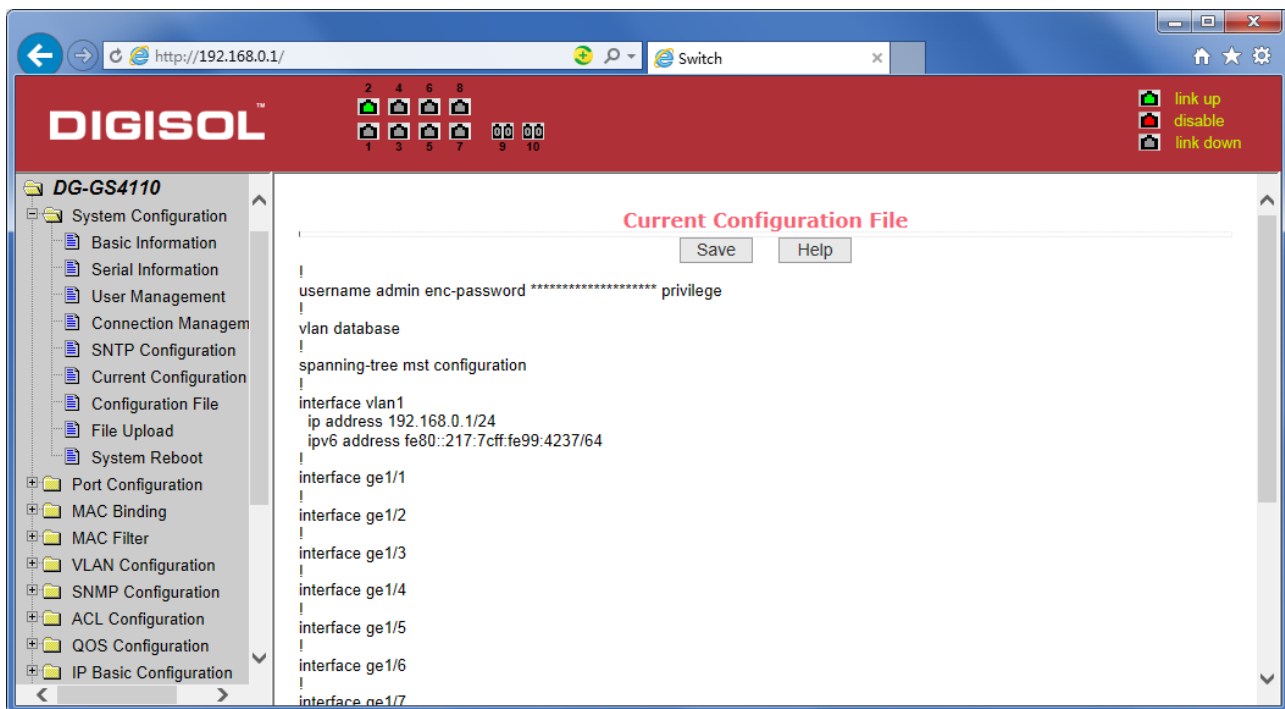 http://192.168.0.1/
Switch
DIGISOL™
2 4 6 8
1 3 5 7 9 10
link up
disable
link down
DG-GS4110
System Configuration
Basic Information
Serial Information
User Management
Connection Managem
SNTP Configuration
Current Configuration
Configuration File
File Upload
System Reboot
Port Configuration
MAC Binding
MAC Filter
VLAN Configuration
SNMP Configuration
ACL Configuration
QOS Configuration
IP Basic Configuration
Current Configuration File
Save Help
!
username admin enc-password ******************** privilege
!
vlan database
!
spanning-tree mst configuration
!
interface vlan1
ip address 192.168.0.1/24
ipv6 address fe80::217:7cff:fe99:4237/64
!
interface ge1/1
!
interface ge1/2
!
interface ge1/3
!
interface ge1/4
!
interface ge1/5
!
interface ge1/6
!
interface ge1/7